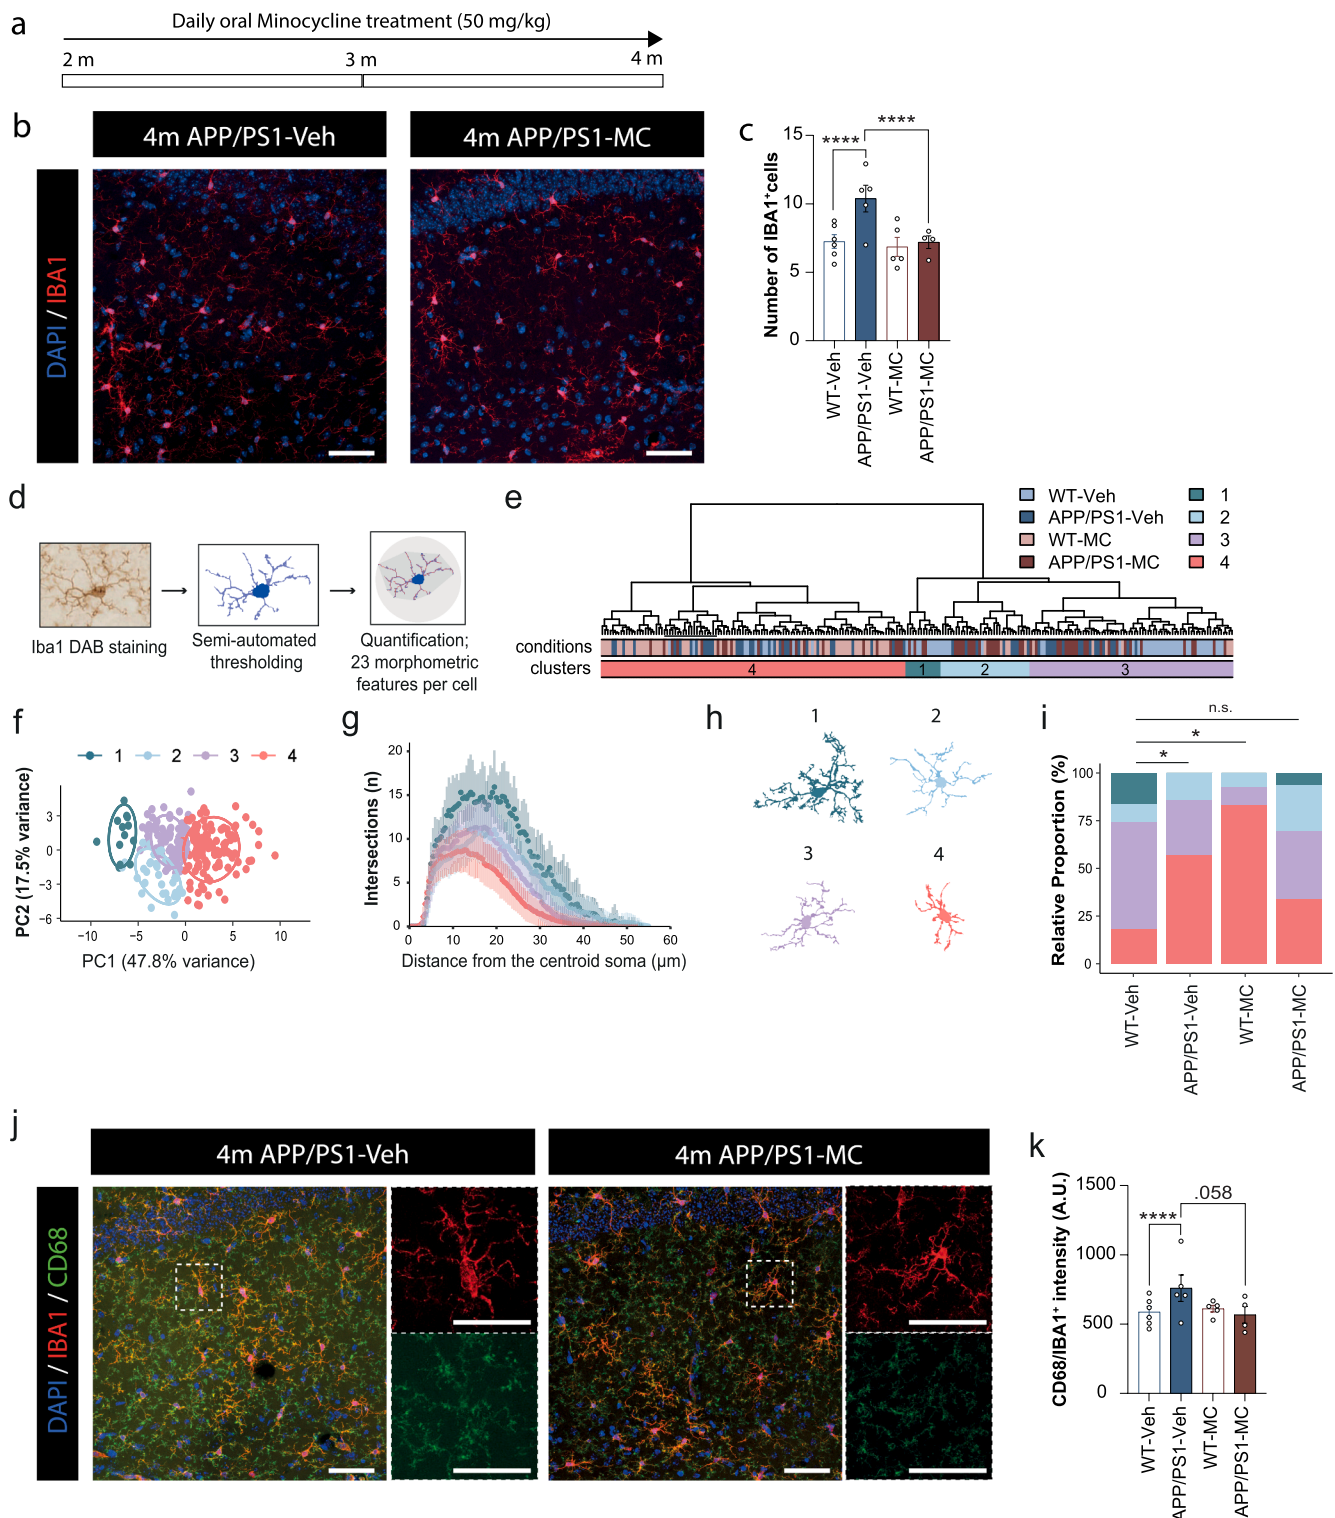 a
Daily oral Minocycline treatment (50 mg/kg)
2 m
3 m
4 m
b
4m APP/PS1-Veh
4m APP/PS1-MC
DAPI / IBA1
c
Number of IBA1+cells
15
10
5
0
****
****
WT-Veh
APP/PS1-Veh
WT-MC
APP/PS1-MC
d
Iba1 DAB staining
Semi-automated
thresholding
Quantification;
23 morphometric
features per cell
e
WT-Veh
APP/PS1-Veh
WT-MC
APP/PS1-MC
1
2
3
4
conditions
clusters
4
1
2
3
f
1
2
3
4
PC2 (17.5% variance)
3
0
−3
−6
−10
−5
0
5
10
PC1 (47.8% variance)
g
Intersections (n)
20
15
10
5
0
0
10
20
30
40
50
60
Distance from the centroid soma (μm)
h
1
2
3
4
i
n.s.
*
*
Relative Proportion (%)
100
75
50
25
0
WT-Veh
APP/PS1-Veh
WT-MC
APP/PS1-MC
j
4m APP/PS1-Veh
4m APP/PS1-MC
DAPI / IBA1 / CD68
k
CD68/IBA1+ intensity (A.U.)
1500
1000
500
0
****
.058
WT-Veh
APP/PS1-Veh
WT-MC
APP/PS1-MC